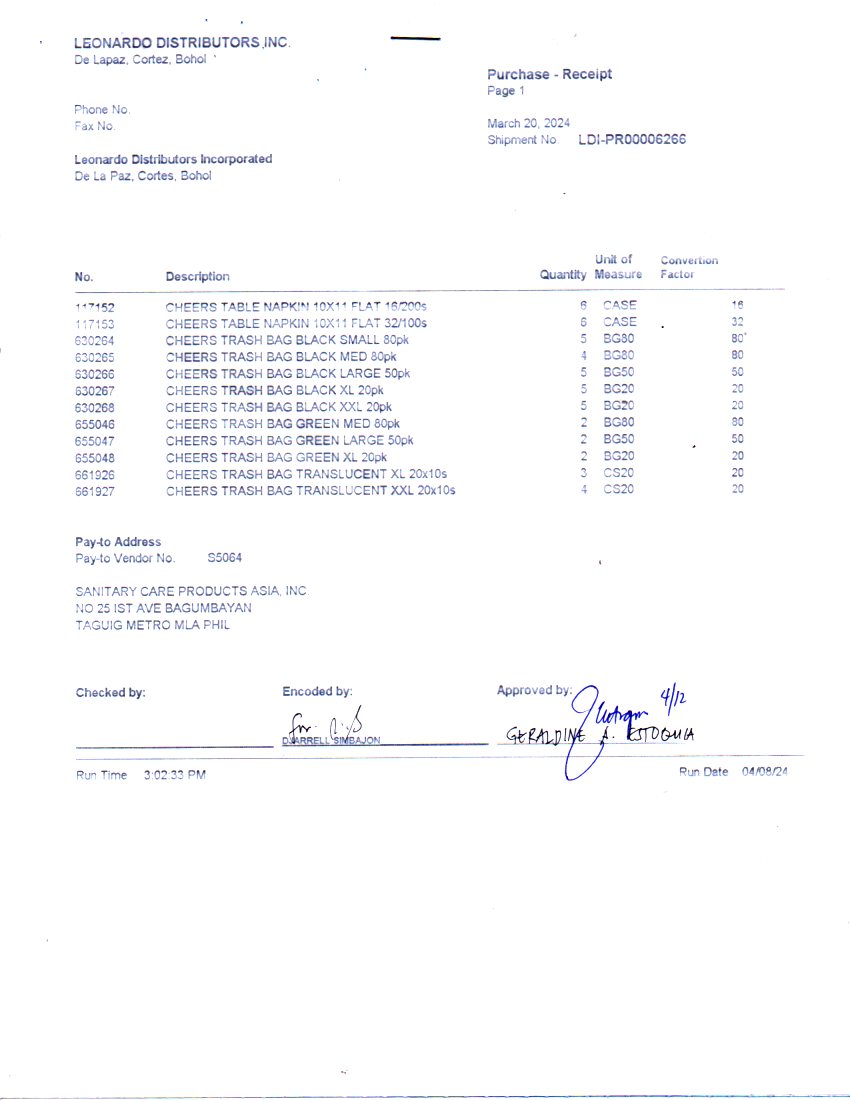 LEONARDO DISTRIBUTORS,INC.
De Lapaz, Cortez, Bohol
Purchase - Receipt
Page 1
Phone No.
Fax No.
March 20, 2024
Shipment No. LDI-PR00006266
Leonardo Distributors Incorporated
De La Paz, Cortes, Bohol
No. Description Quantity Unit of Measure Convertion Factor
117152 CHEERS TABLE NAPKIN 10X11 FLAT 16/200s 6 CASE 16
117153 CHEERS TABLE NAPKIN 10X11 FLAT 32/100s 6 CASE 32
630264 CHEERS TRASH BAG BLACK SMALL 80pk 5 BG80 80
630265 CHEERS TRASH BAG BLACK MED 80pk 4 BG80 80
630266 CHEERS TRASH BAG BLACK LARGE 50pk 5 BG50 50
630267 CHEERS TRASH BAG BLACK XL 20pk 5 BG20 20
630268 CHEERS TRASH BAG BLACK XXL 20pk 5 BG20 20
655046 CHEERS TRASH BAG GREEN MED 80pk 2 BG80 80
655047 CHEERS TRASH BAG GREEN LARGE 50pk 2 BG50 50
655048 CHEERS TRASH BAG GREEN XL 20pk 2 BG20 20
661926 CHEERS TRASH BAG TRANSLUCENT XL 20x10s 3 CS20 20
661927 CHEERS TRASH BAG TRANSLUCENT XXL 20x10s 4 CS20 20
Pay-to Address
Pay-to Vendor No. S5064
SANITARY CARE PRODUCTS ASIA, INC.
NO 25 IST AVE BAGUMBAYAN
TAGUIG METRO MLA PHIL
Checked by: Encoded by: Approved by: 4/12
for
DJARRELL SIMBAJON GERALDINE A. ESTOQUIA
Run Time 3:02:33 PM Run Date 04/08/24